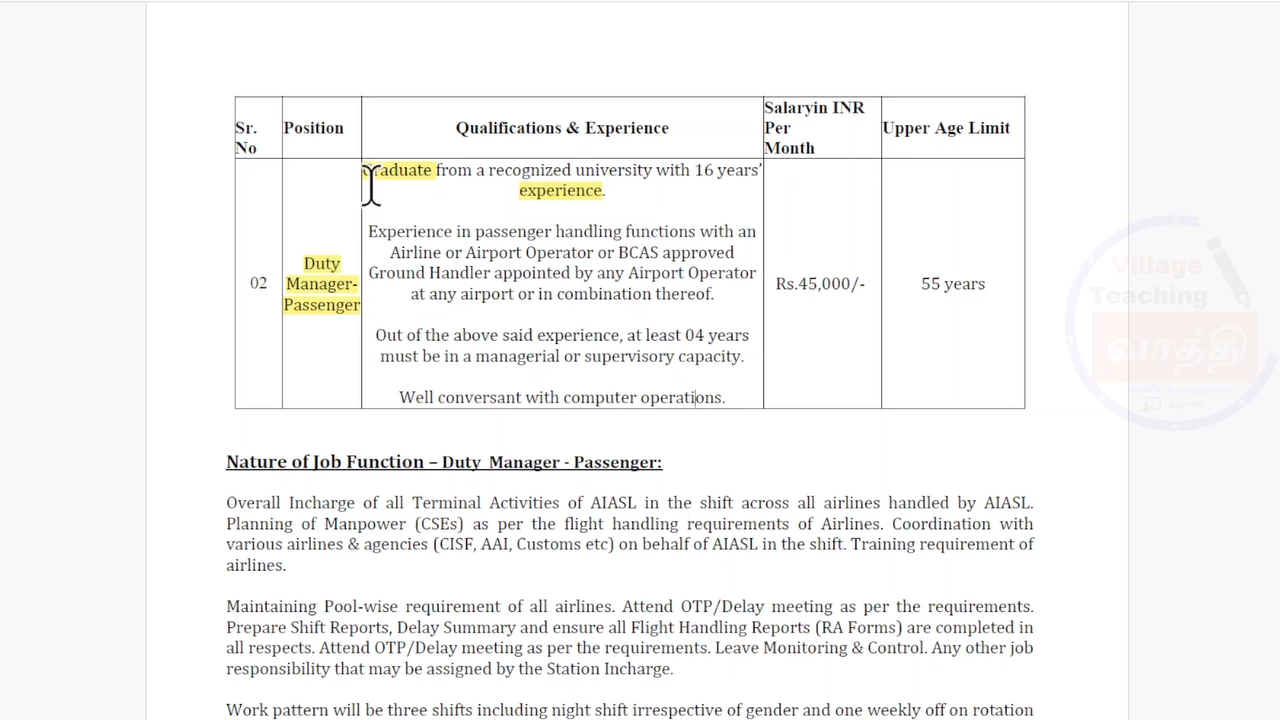 Sr.
No
Position
Qualifications & Experience
Salaryin INR
Per
Month
Upper Age Limit
02
Duty
Manager-
Passenger
Graduate from a recognized university with 16 years’
experience.
Experience in passenger handling functions with an
Airline or Airport Operator or BCAS approved
Ground Handler appointed by any Airport Operator
at any airport or in combination thereof.
Out of the above said experience, at least 04 years
must be in a managerial or supervisory capacity.
Well conversant with computer operations.
Rs.45,000/-
55 years
Village
Teaching
வாத்தி
Nature of Job Function – Duty Manager - Passenger:
Overall Incharge of all Terminal Activities of AIASL in the shift across all airlines handled by AIASL.
Planning of Manpower (CSEs) as per the flight handling requirements of Airlines. Coordination with
various airlines & agencies (CISF, AAI, Customs etc) on behalf of AIASL in the shift. Training requirement of
airlines.
Maintaining Pool-wise requirement of all airlines. Attend OTP/Delay meeting as per the requirements.
Prepare Shift Reports, Delay Summary and ensure all Flight Handling Reports (RA Forms) are completed in
all respects. Attend OTP/Delay meeting as per the requirements. Leave Monitoring & Control. Any other job
responsibility that may be assigned by the Station Incharge.
Work pattern will be three shifts including night shift irrespective of gender and one weekly off on rotation